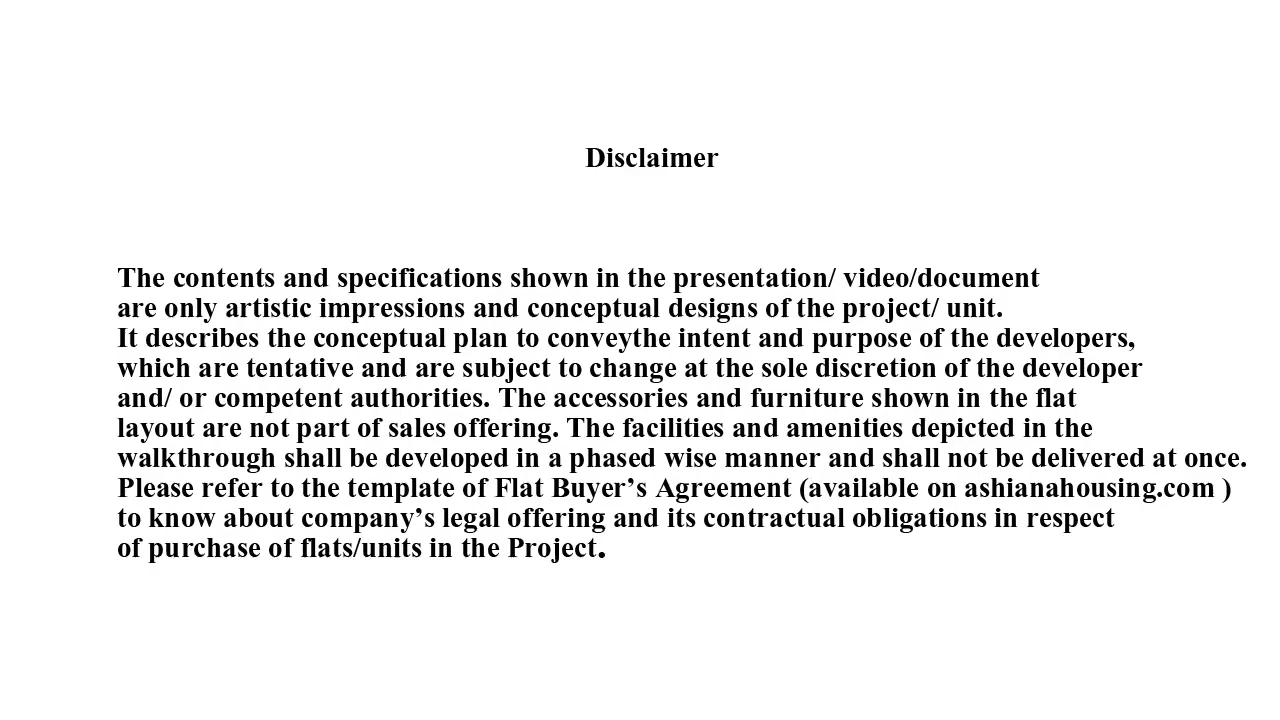 Disclaimer
The contents and specifications shown in the presentation/ video/document
are only artistic impressions and conceptual designs of the project/ unit.
It describes the conceptual plan to conveythe intent and purpose of the developers,
which are tentative and are subject to change at the sole discretion of the developer
and/ or competent authorities. The accessories and furniture shown in the flat
layout are not part of sales offering. The facilities and amenities depicted in the
walkthrough shall be developed in a phased wise manner and shall not be delivered at once.
Please refer to the template of Flat Buyer’s Agreement (available on ashianahousing.com )
to know about company’s legal offering and its contractual obligations in respect
of purchase of flats/units in the Project.